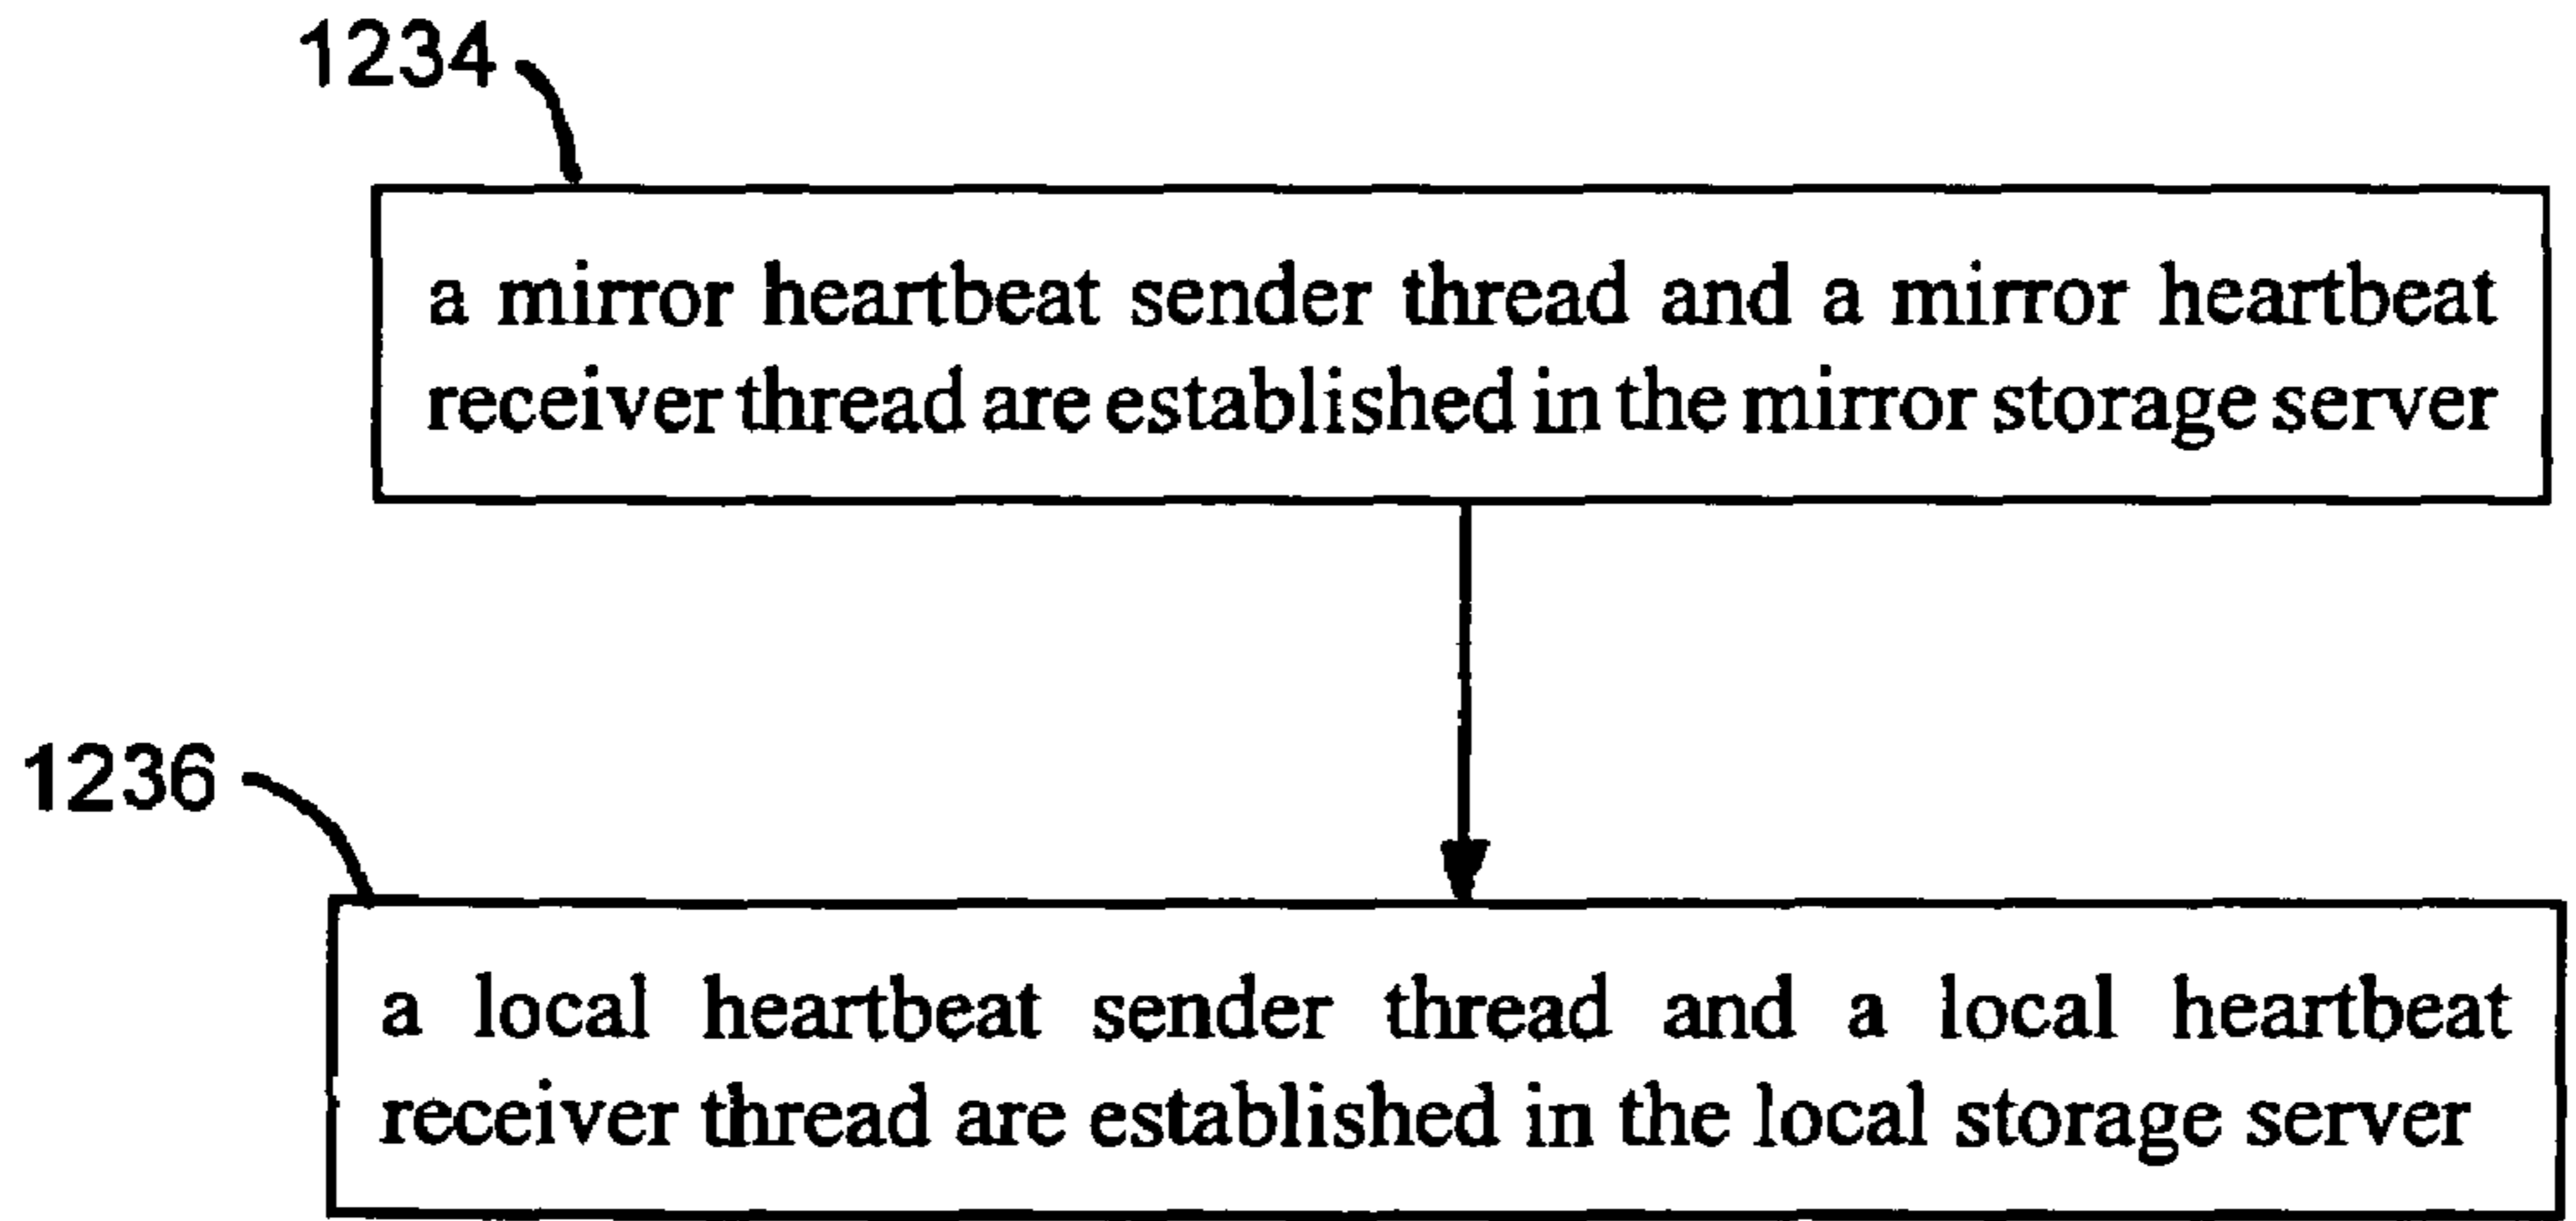 1234
a mirror heartbeat sender thread and a mirror heartbeat
receiver thread are established in the mirror storage server
1236
a local heartbeat sender thread and a local heartbeat
receiver thread are established in the local storage server